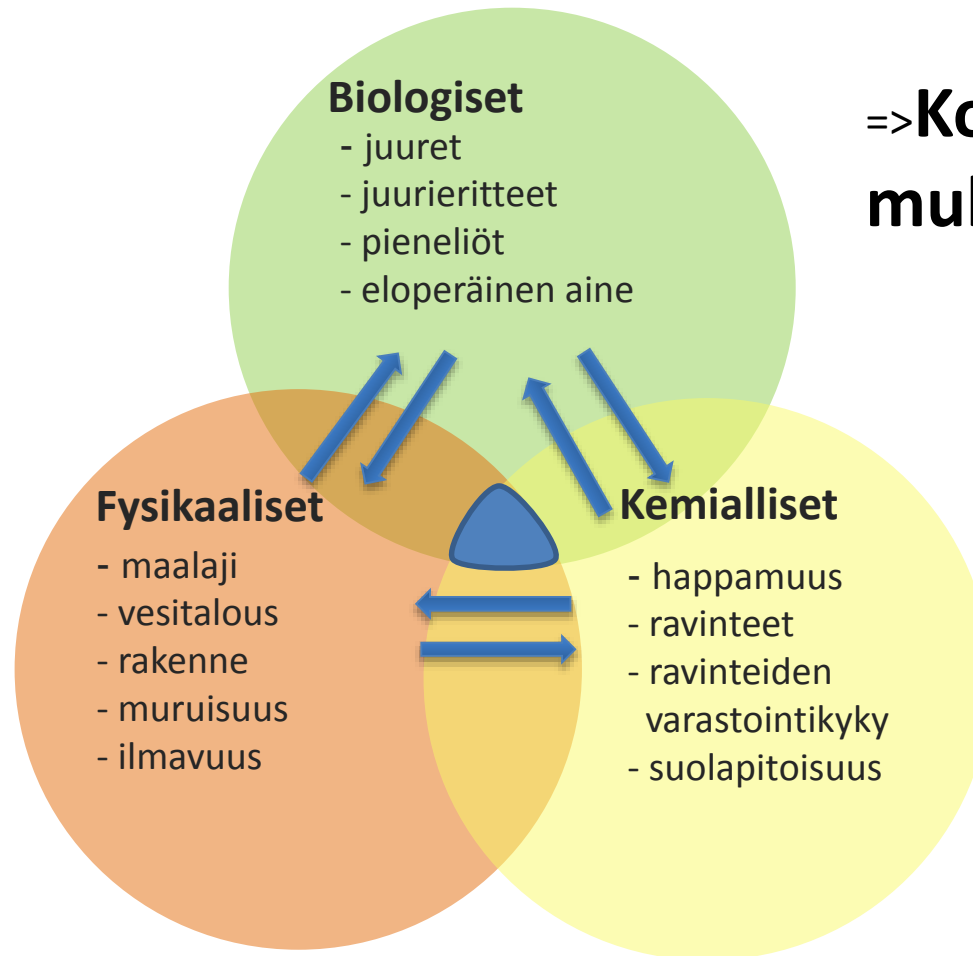 Biologiset
- juuret
- juurieritteet
- pieneliöt
- eloperäinen aine
=>
Fysikaaliset
- maalaji
- vesitalous
- rakenne
- muruisuus
- ilmavuus
Kemialliset
- happamuus
- ravinteet
- ravinteiden
varastointikyky
- suolapitoisuus